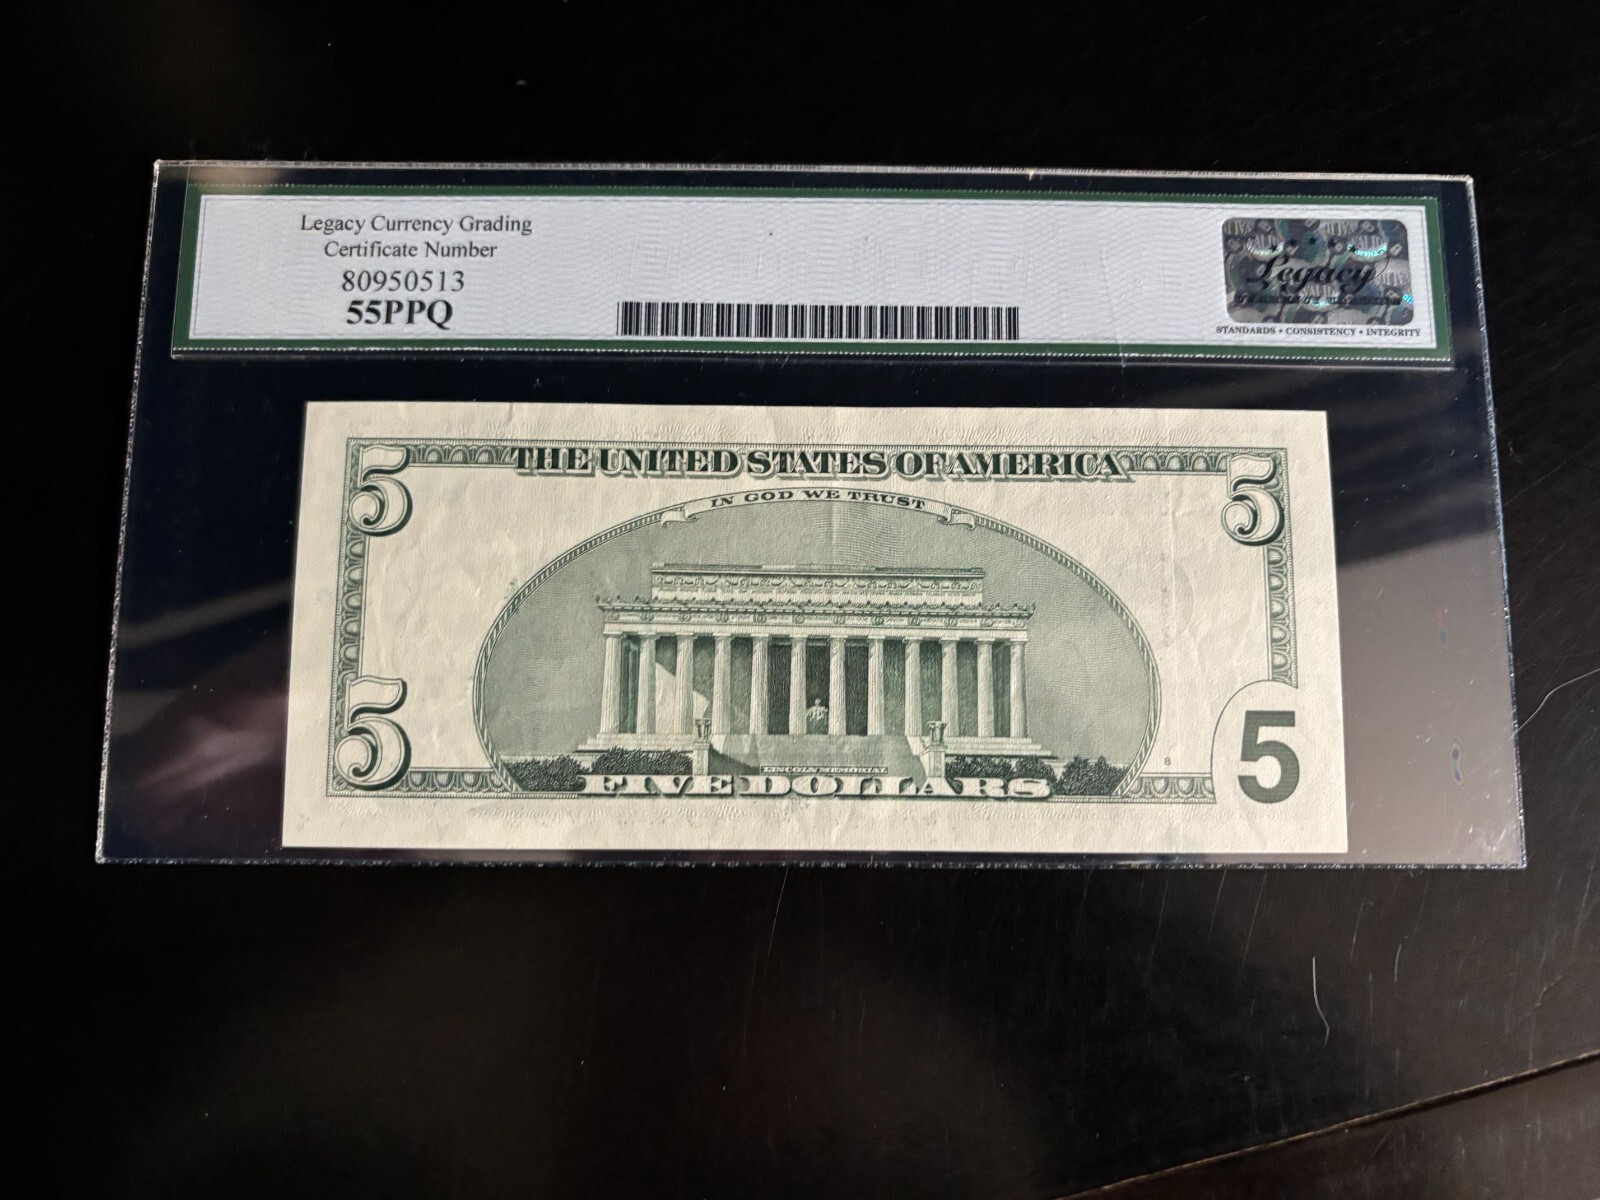 Legacy Currency Grading
Certificate Number
80950513
55PPQ
Legacy
STANDARDS • CONSISTENCY • INTEGRITY
5 THE UNITED STATES OF AMERICA 5
IN GOD WE TRUST
LINCOLN MEMORIAL
8
5 FIVE DOLLARS 5